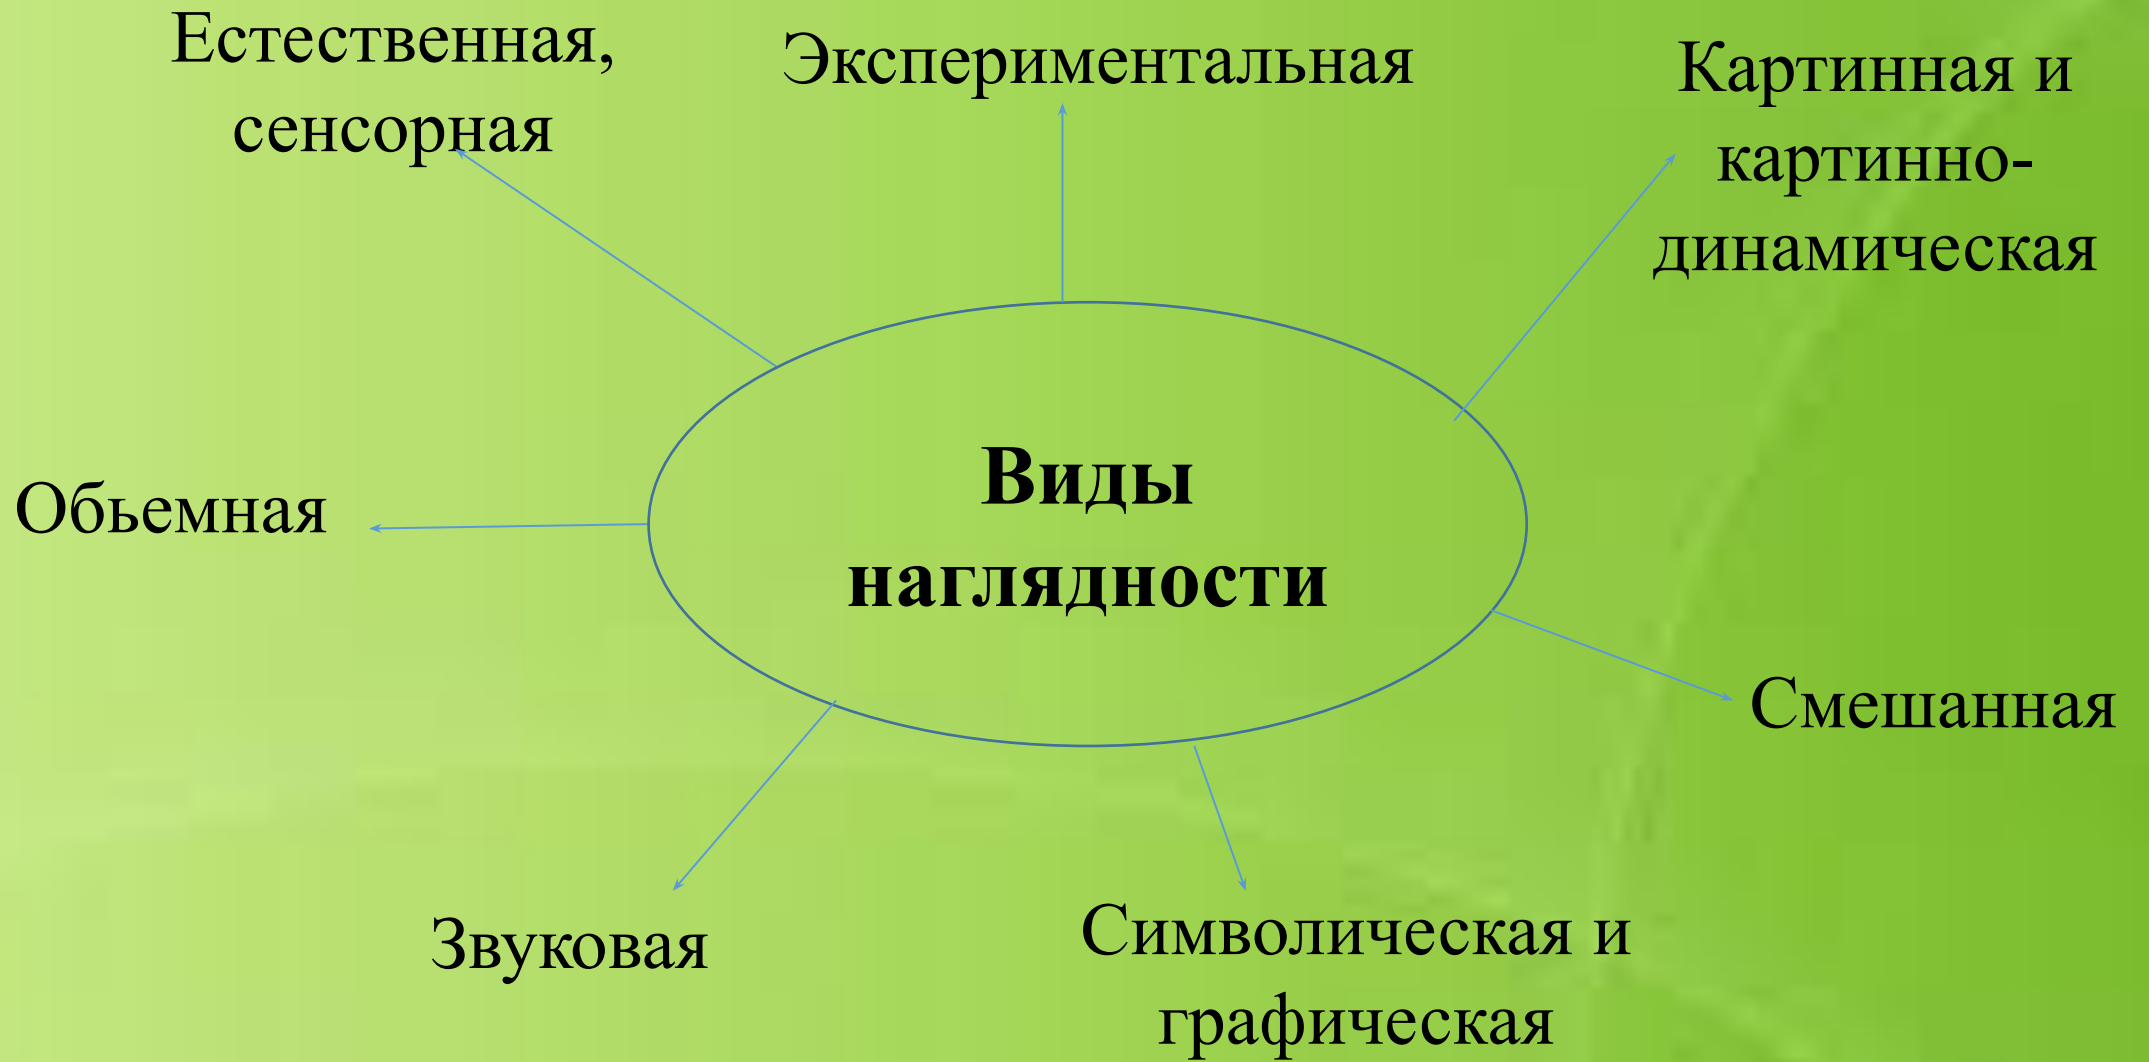 Естественная,
сенсорная
Экспериментальная
Картинная и
картинно-
динамическая
Обьемная
Виды
наглядности
Смешанная
Звуковая
Символическая и
графическая